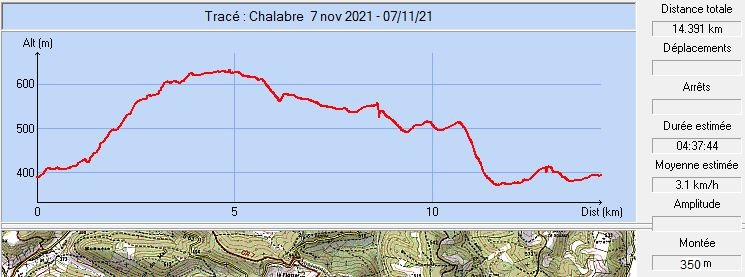 Tracé : Chalabre 7 nov 2021 - 07/11/21
Alt (m)
600
500
400
0
5
10
Dist (km)
Distance totale
14.391 km
Déplacements
Arrêts
Durée estimée
04:37:44
Moyenne estimée
3.1 km/h
Amplitude
Montée
350 m